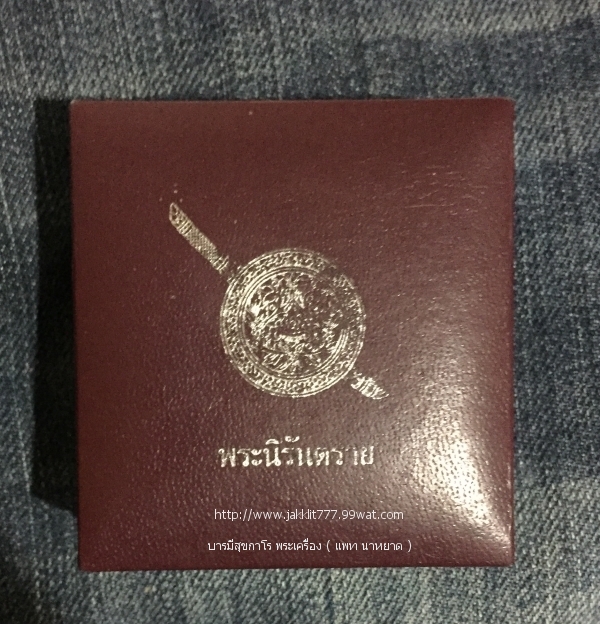 พระนิรันตราย
http://www.jakklit777.99wat.com
บารมีสุขกาโร พระเครื่อง ( แพท นาหยาด )